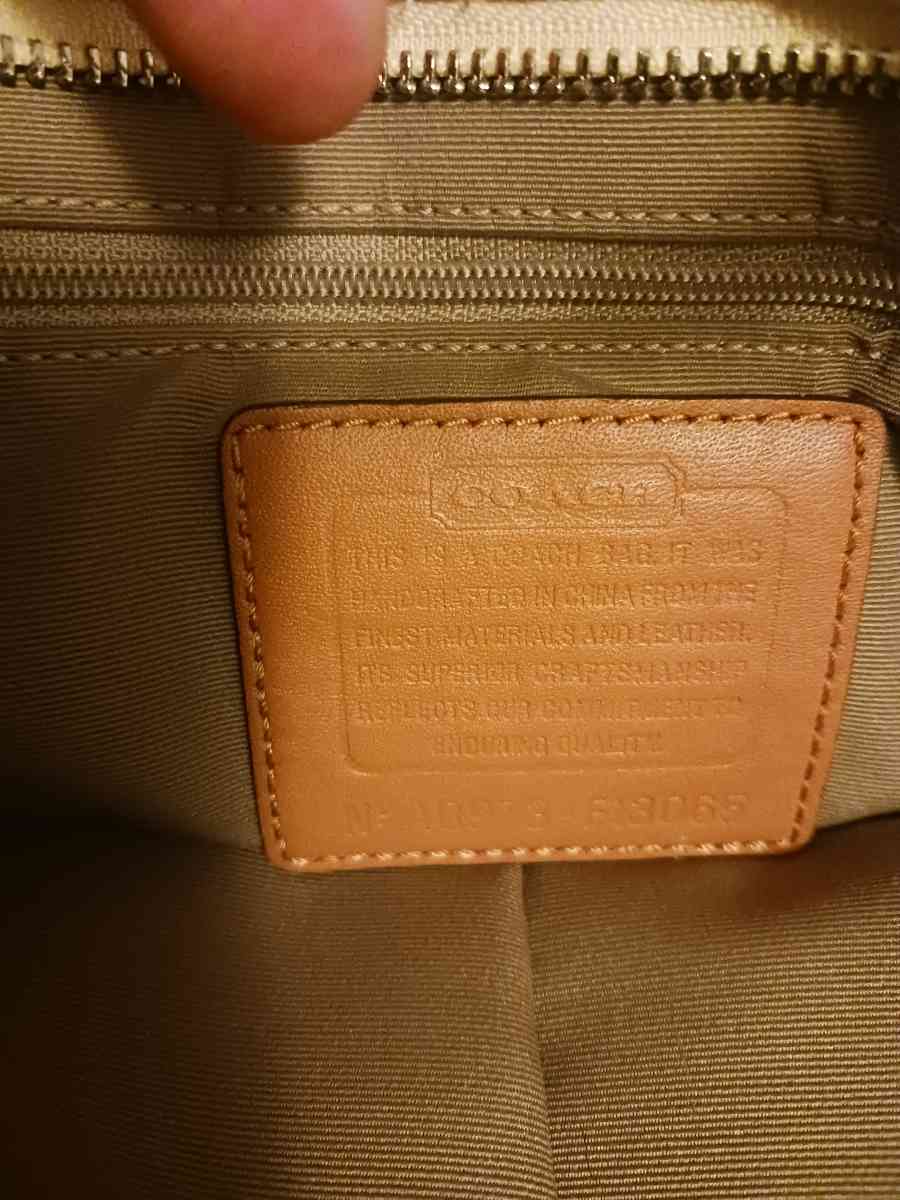 COACH
THIS IS A COACH BAG. IT WAS
HANDCRAFTED IN CHINA FROM THE
FINEST MATERIALS AND LEATHER.
ITS SUPERIOR CRAFTSMANSHIP
REFLECTS OUR COMMITMENT TO
ENDURING QUALITY.
Nº